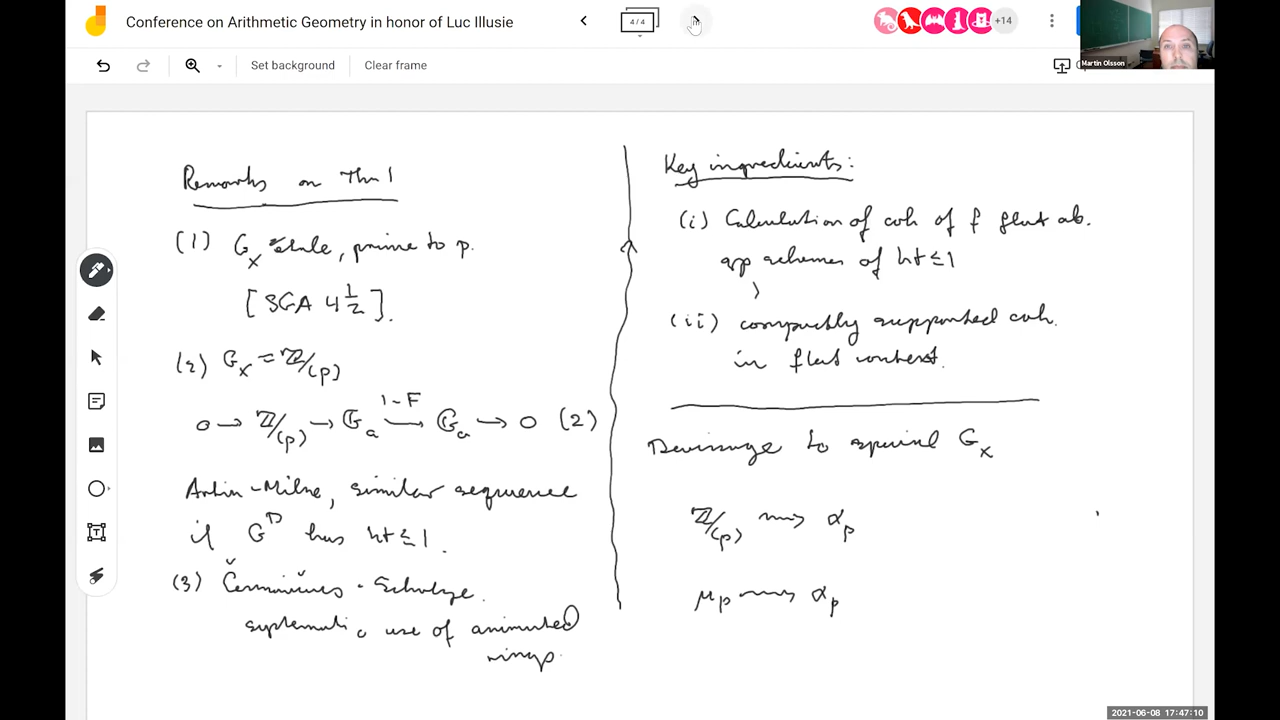 Conference on Arithmetic Geometry in honor of Luc Illusie
4/4
+14
Martin Olsson
Set background
Clear frame
Remarks on Thm 1
(1) G_X étale, prime to p.
[SGA 4 1/2].
(2) G_X = ℤ/(p)
0 → ℤ/(p) → 𝔾_a →^{1-F} 𝔾_a → 0 (2)
Artin-Milne, similar sequence
if G^D has ht ≤ 1.
(3) Česnavičius - Scholze.
systematic use of animated
rings.
Key ingredients:
(i) Calculation of coh of f flat ab.
gp schemes of ht ≤ 1
(ii) compactly supported coh.
in flat context.
Devissage to special G_X
ℤ/(p) ⇝ α_p
μ_p ⇝ α_p
2021-06-08 17:47:10